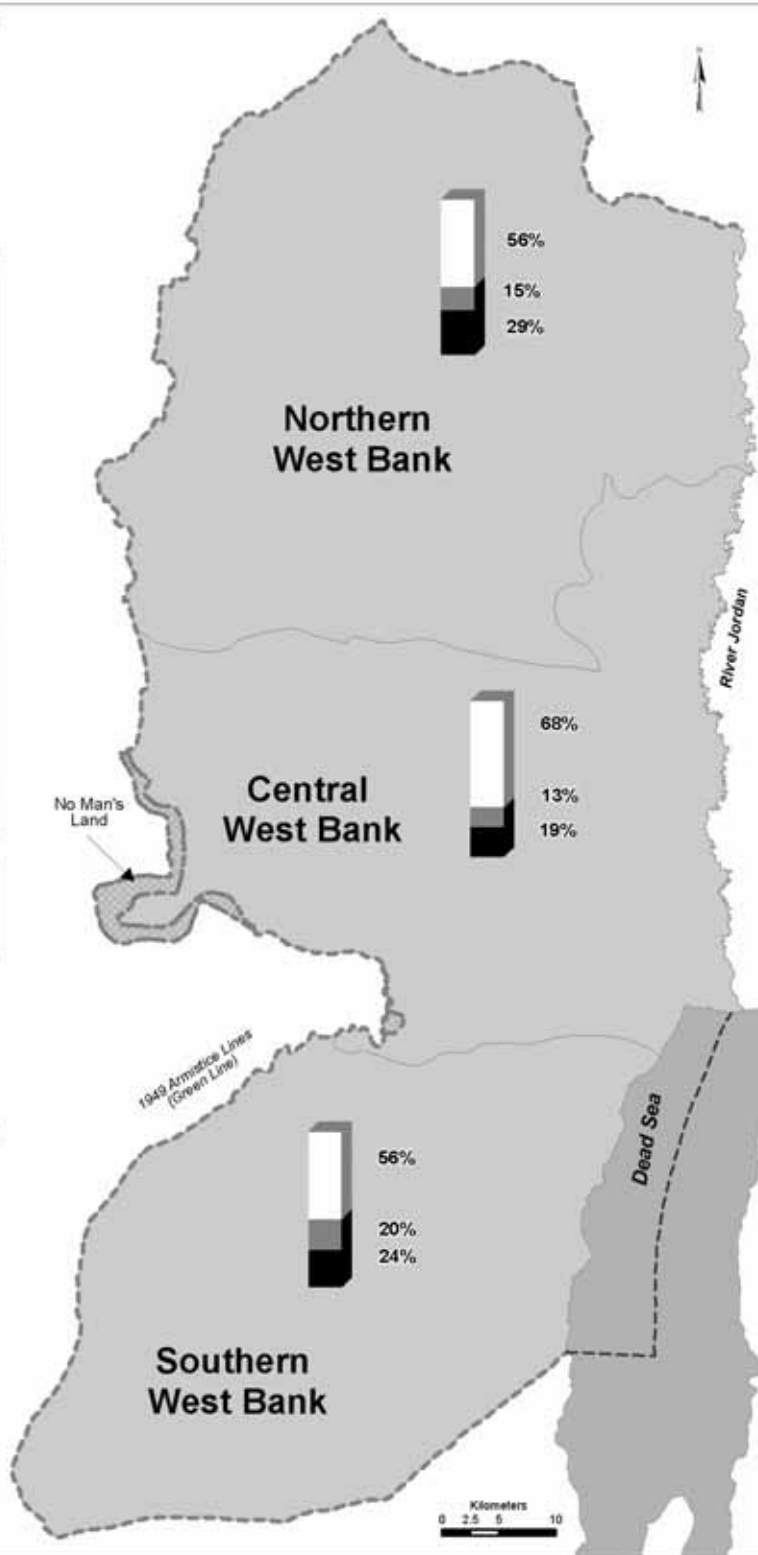 56%
15%
29%
Northern
West Bank
River Jordan
68%
13%
19%
Central
West Bank
No Man's
Land
1949 Armistice Lines
(Green Line)
Dead Sea
56%
20%
24%
Southern
West Bank
Kilometers
0 2.5 5 10